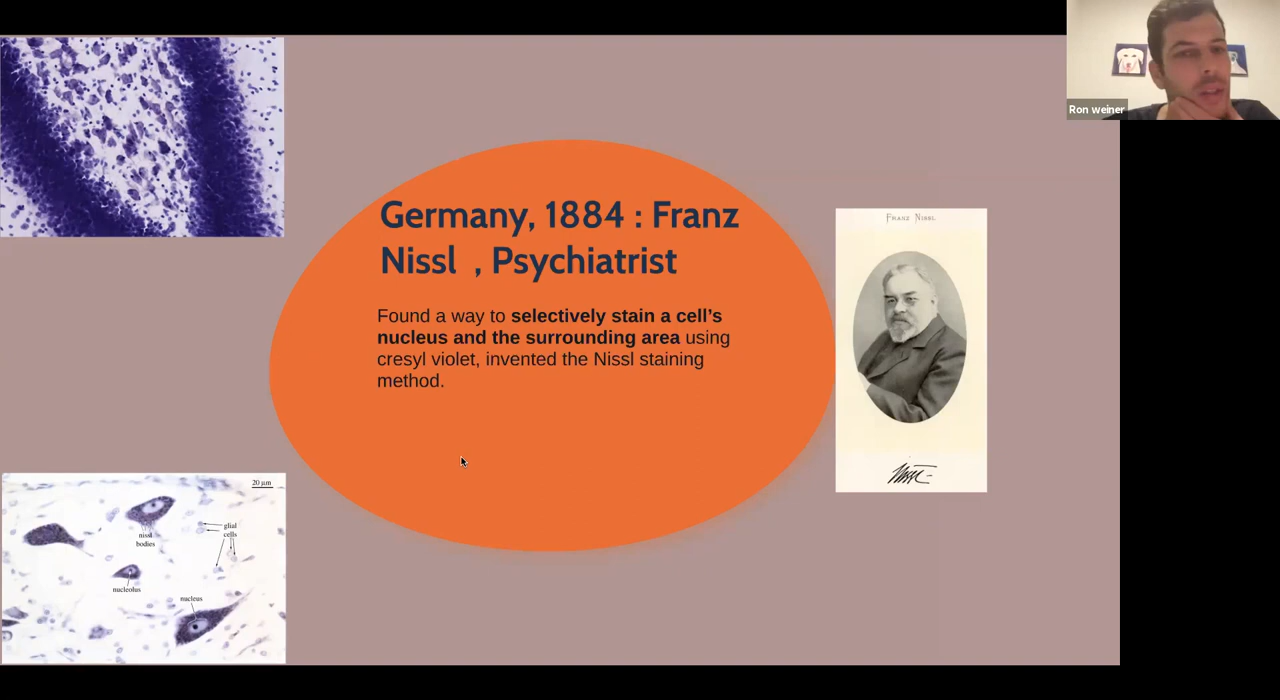 Ron weiner
Germany, 1884 : Franz
Nissl , Psychiatrist
Found a way to selectively stain a cell’s
nucleus and the surrounding area using
cresyl violet, invented the Nissl staining
method.
FRANZ NISSL.
20 μm
nissl
bodies
glial
cells
nucleolus
nucleus